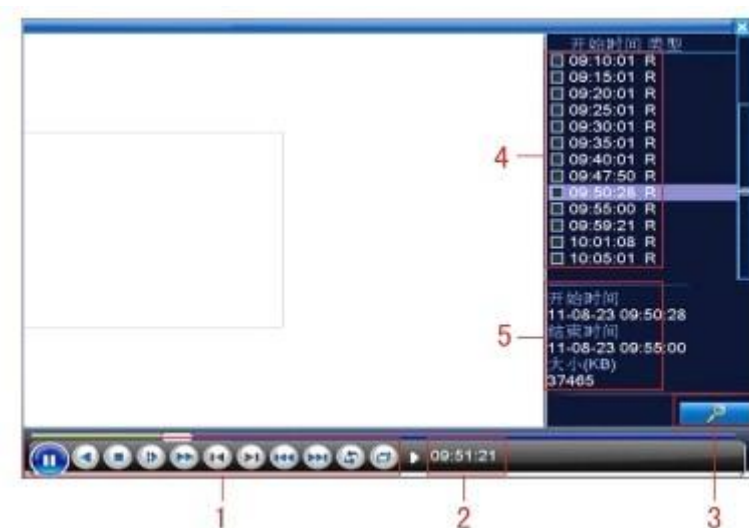 开始时间 类型
09:10:01 R
09:15:01 R
09:20:01 R
09:25:01 R
09:30:01 R
09:35:01 R
09:40:01 R
09:47:50 R
09:50:28 R
09:55:00 R
09:59:21 R
10:01:08 R
10:05:01 R
4
开始时间
11-08-23 09:50:28
结束时间
11-08-23 09:55:00
大小(KB)
37465
5
09:51:21
1
2
3